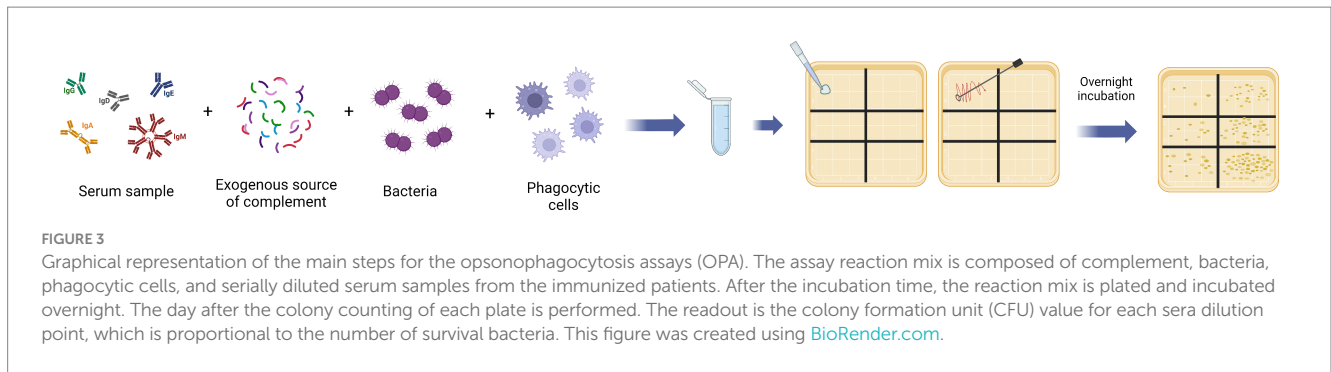 IgG
IgD
IgE
IgA
IgM
+
+
+
Serum sample
Exogenous source
of complement
Bacteria
Phagocytic
cells
Overnight
incubation
FIGURE 3
Graphical representation of the main steps for the opsonophagocytosis assays (OPA). The assay reaction mix is composed of complement, bacteria,
phagocytic cells, and serially diluted serum samples from the immunized patients. After the incubation time, the reaction mix is plated and incubated
overnight. The day after the colony counting of each plate is performed. The readout is the colony formation unit (CFU) value for each sera dilution
point, which is proportional to the number of survival bacteria. This figure was created using BioRender.com.